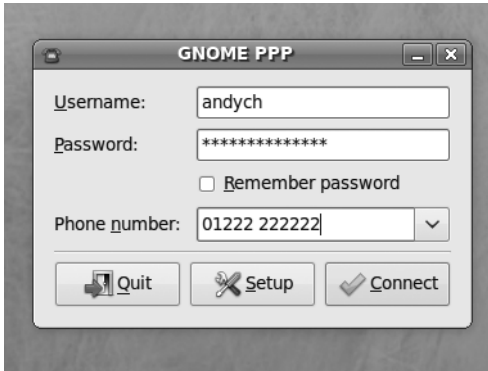 GNOME PPP
Username: andych
Password: **************
Remember password
Phone number: 01222 222222
Quit Setup Connect